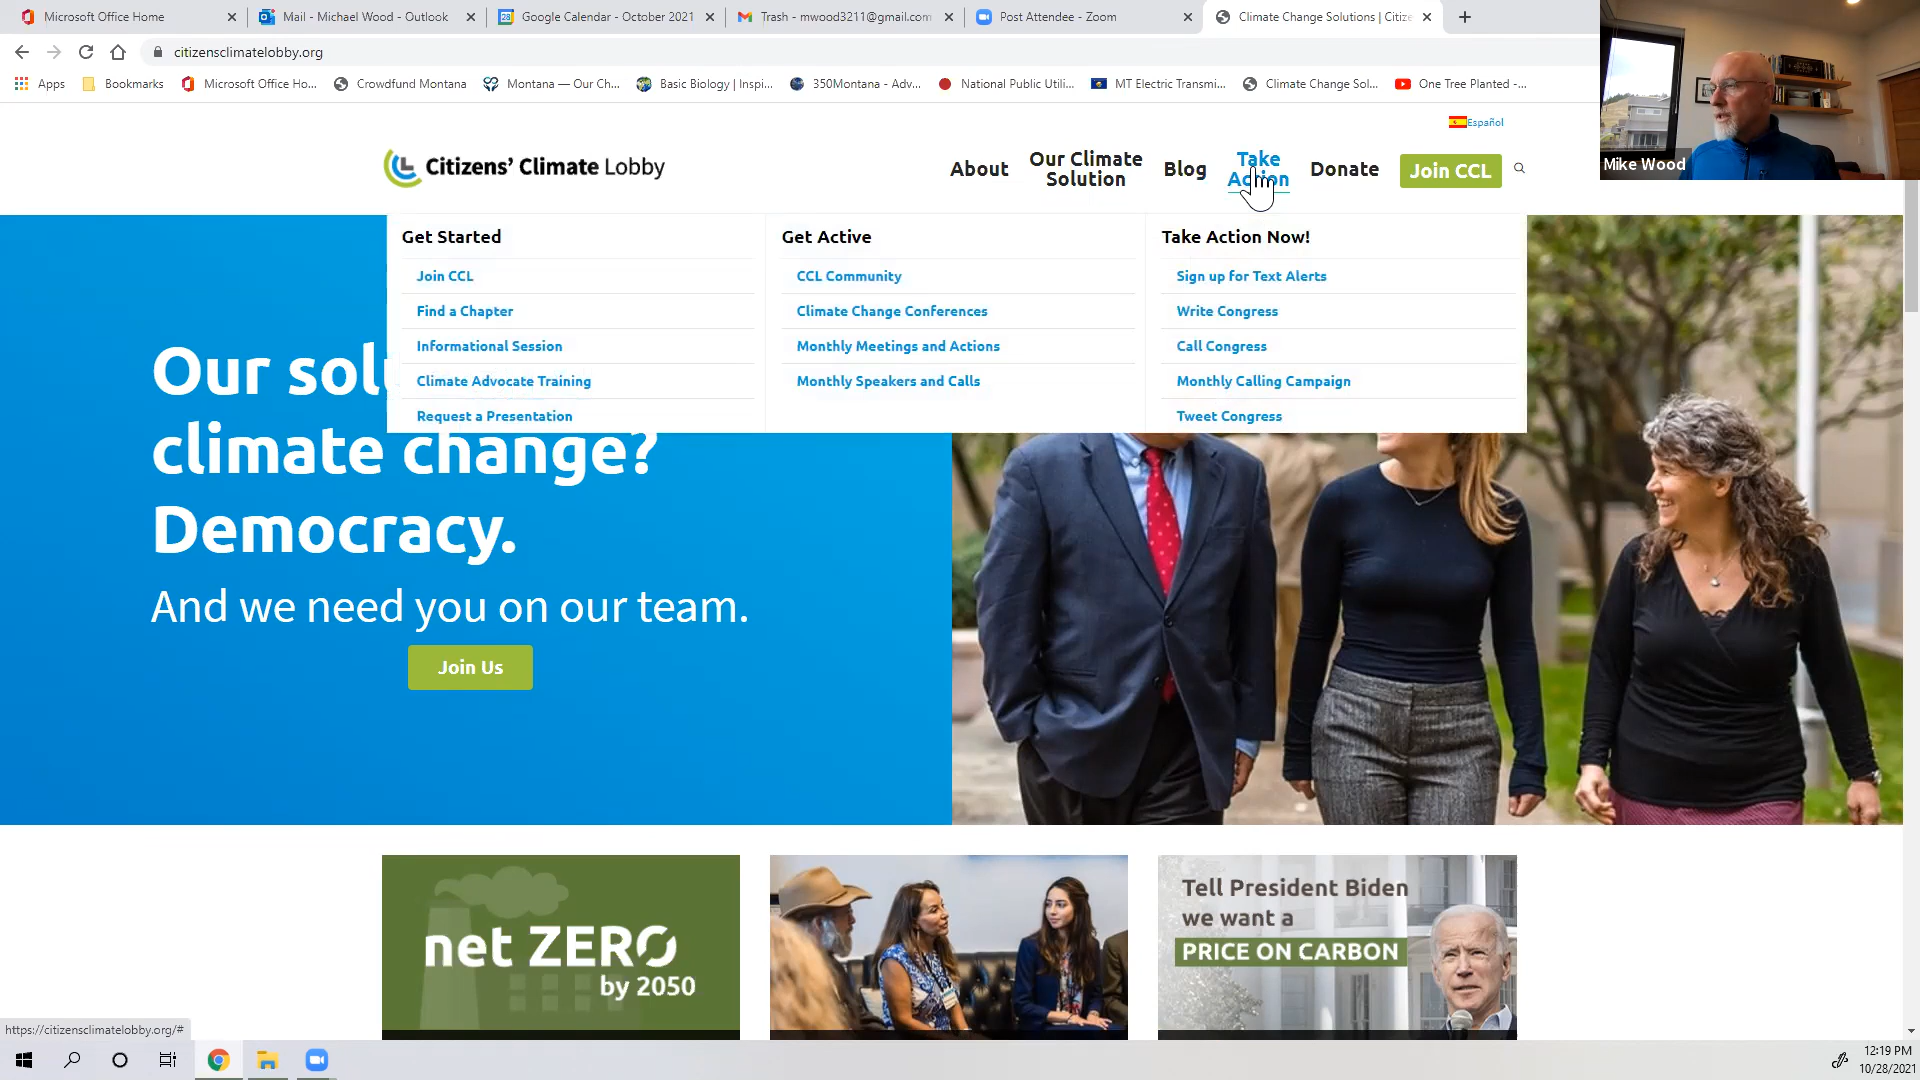 Microsoft Office Home
Mail - Michael Wood - Outlook
Google Calendar - October 2021
Trash - mwood3211@gmail.com
Post Attendee - Zoom
Climate Change Solutions | Citize
citizensclimatelobby.org
Apps
Bookmarks
Microsoft Office Ho...
Crowdfund Montana
Montana — Our Ch...
Basic Biology | Inspi...
350Montana - Adv...
National Public Utili...
MT Electric Transmi...
Climate Change Sol...
One Tree Planted -...
Mike Wood
Español
Citizens' Climate Lobby
About
Our Climate
Solution
Blog
Take
Action
Donate
Join CCL
Get Started
Join CCL
Find a Chapter
Informational Session
Climate Advocate Training
Request a Presentation
Get Active
CCL Community
Climate Change Conferences
Monthly Meetings and Actions
Monthly Speakers and Calls
Take Action Now!
Sign up for Text Alerts
Write Congress
Call Congress
Monthly Calling Campaign
Tweet Congress
Our solu
climate change?
Democracy.
And we need you on our team.
Join Us
net ZERO
by 2050
Tell President Biden
we want a
PRICE ON CARBON
https://citizensclimatelobby.org/#
12:19 PM
10/28/2021